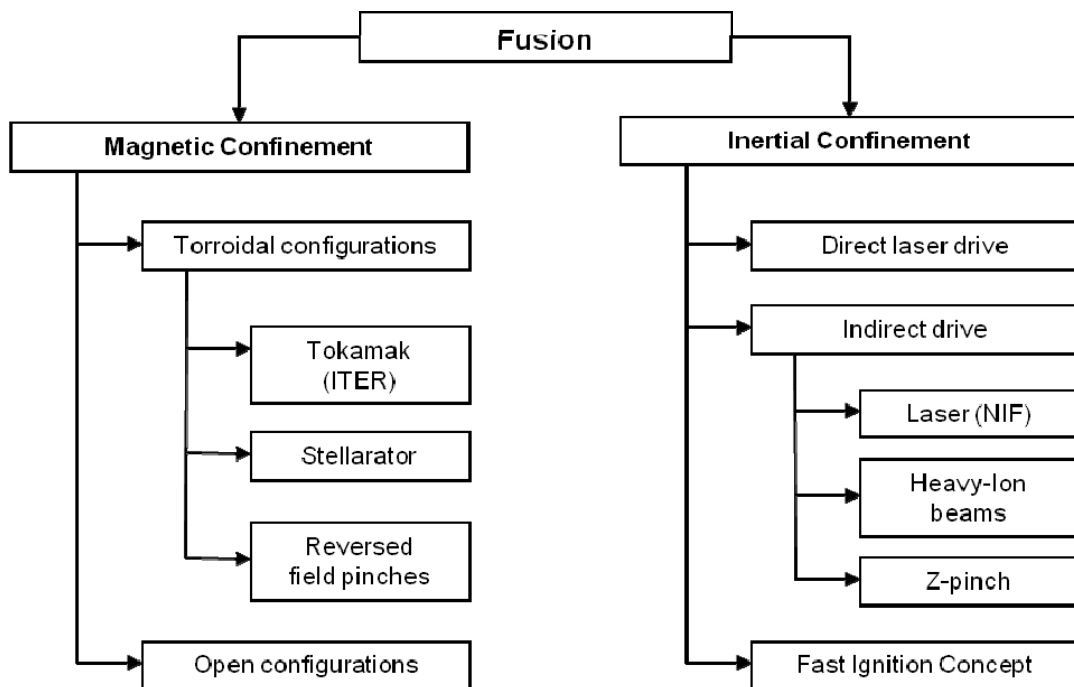 Fusion
Magnetic Confinement
Torroidal configurations
Tokamak
(ITER)
Stellarator
Reversed
field pinches
Open configurations
Inertial Confinement
Direct laser drive
Indirect drive
Laser (NIF)
Heavy-Ion
beams
Z-pinch
Fast Ignition Concept